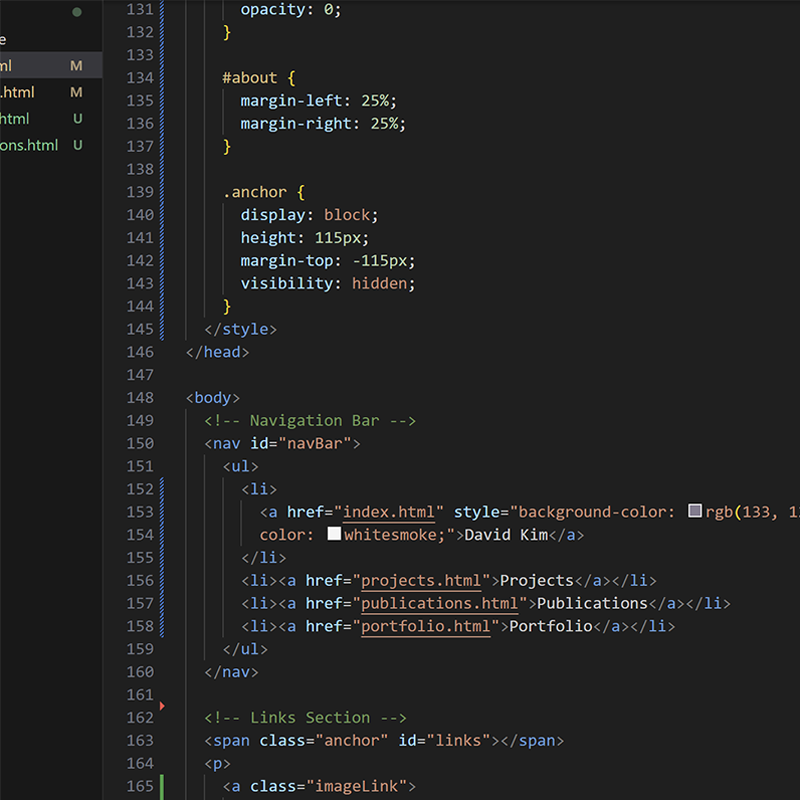 e
ml M
.html M
html U
ons.html U
131 opacity: 0;
132 }
133
134 #about {
135 margin-left: 25%;
136 margin-right: 25%;
137 }
138
139 .anchor {
140 display: block;
141 height: 115px;
142 margin-top: -115px;
143 visibility: hidden;
144 }
145 </style>
146 </head>
147
148 <body>
149 <!-- Navigation Bar -->
150 <nav id="navBar">
151 <ul>
152 <li>
153 <a href="index.html" style="background-color: rgb(133, 1
154 color: whitesmoke;">David Kim</a>
155 </li>
156 <li><a href="projects.html">Projects</a></li>
157 <li><a href="publications.html">Publications</a></li>
158 <li><a href="portfolio.html">Portfolio</a></li>
159 </ul>
160 </nav>
161
162 <!-- Links Section -->
163 <span class="anchor" id="links"></span>
164 <p>
165 <a class="imageLink">